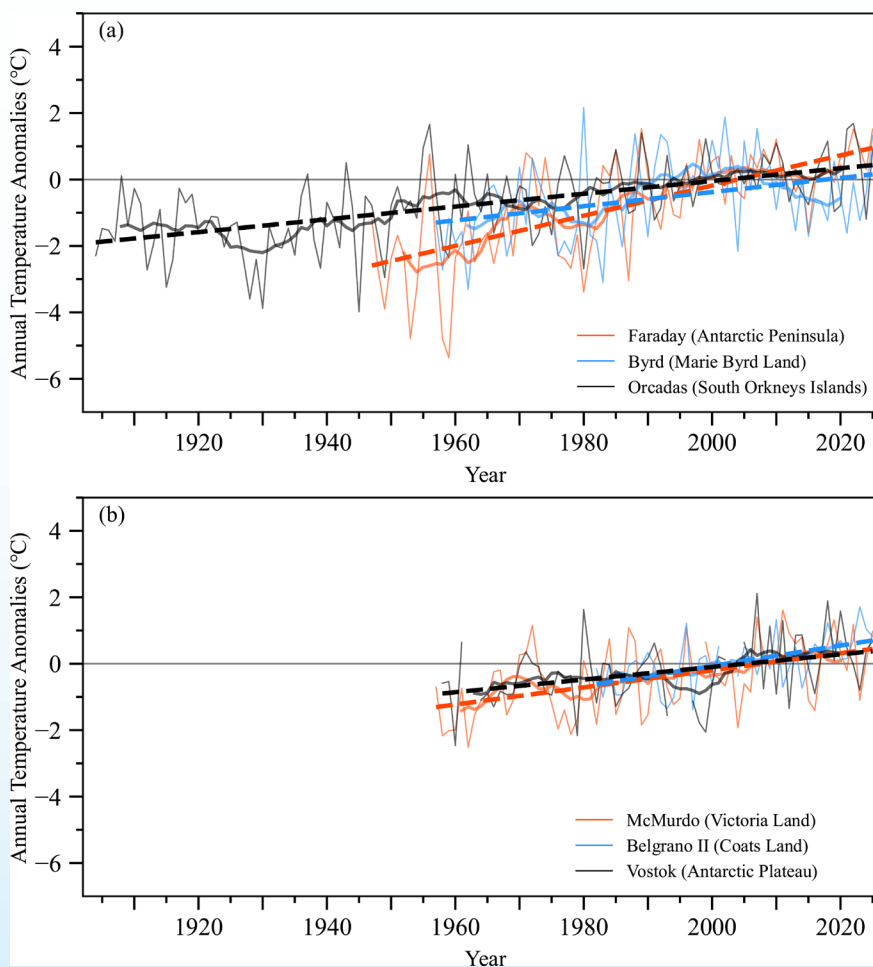 (a)
Annual Temperature Anomalies (°C)
4
2
0
−2
−4
−6
Faraday (Antarctic Peninsula)
Byrd (Marie Byrd Land)
Orcadas (South Orkneys Islands)
1920 1940 1960 1980 2000 2020
Year
(b)
Annual Temperature Anomalies (°C)
4
2
0
−2
−4
−6
McMurdo (Victoria Land)
Belgrano II (Coats Land)
Vostok (Antarctic Plateau)
1920 1940 1960 1980 2000 2020
Year